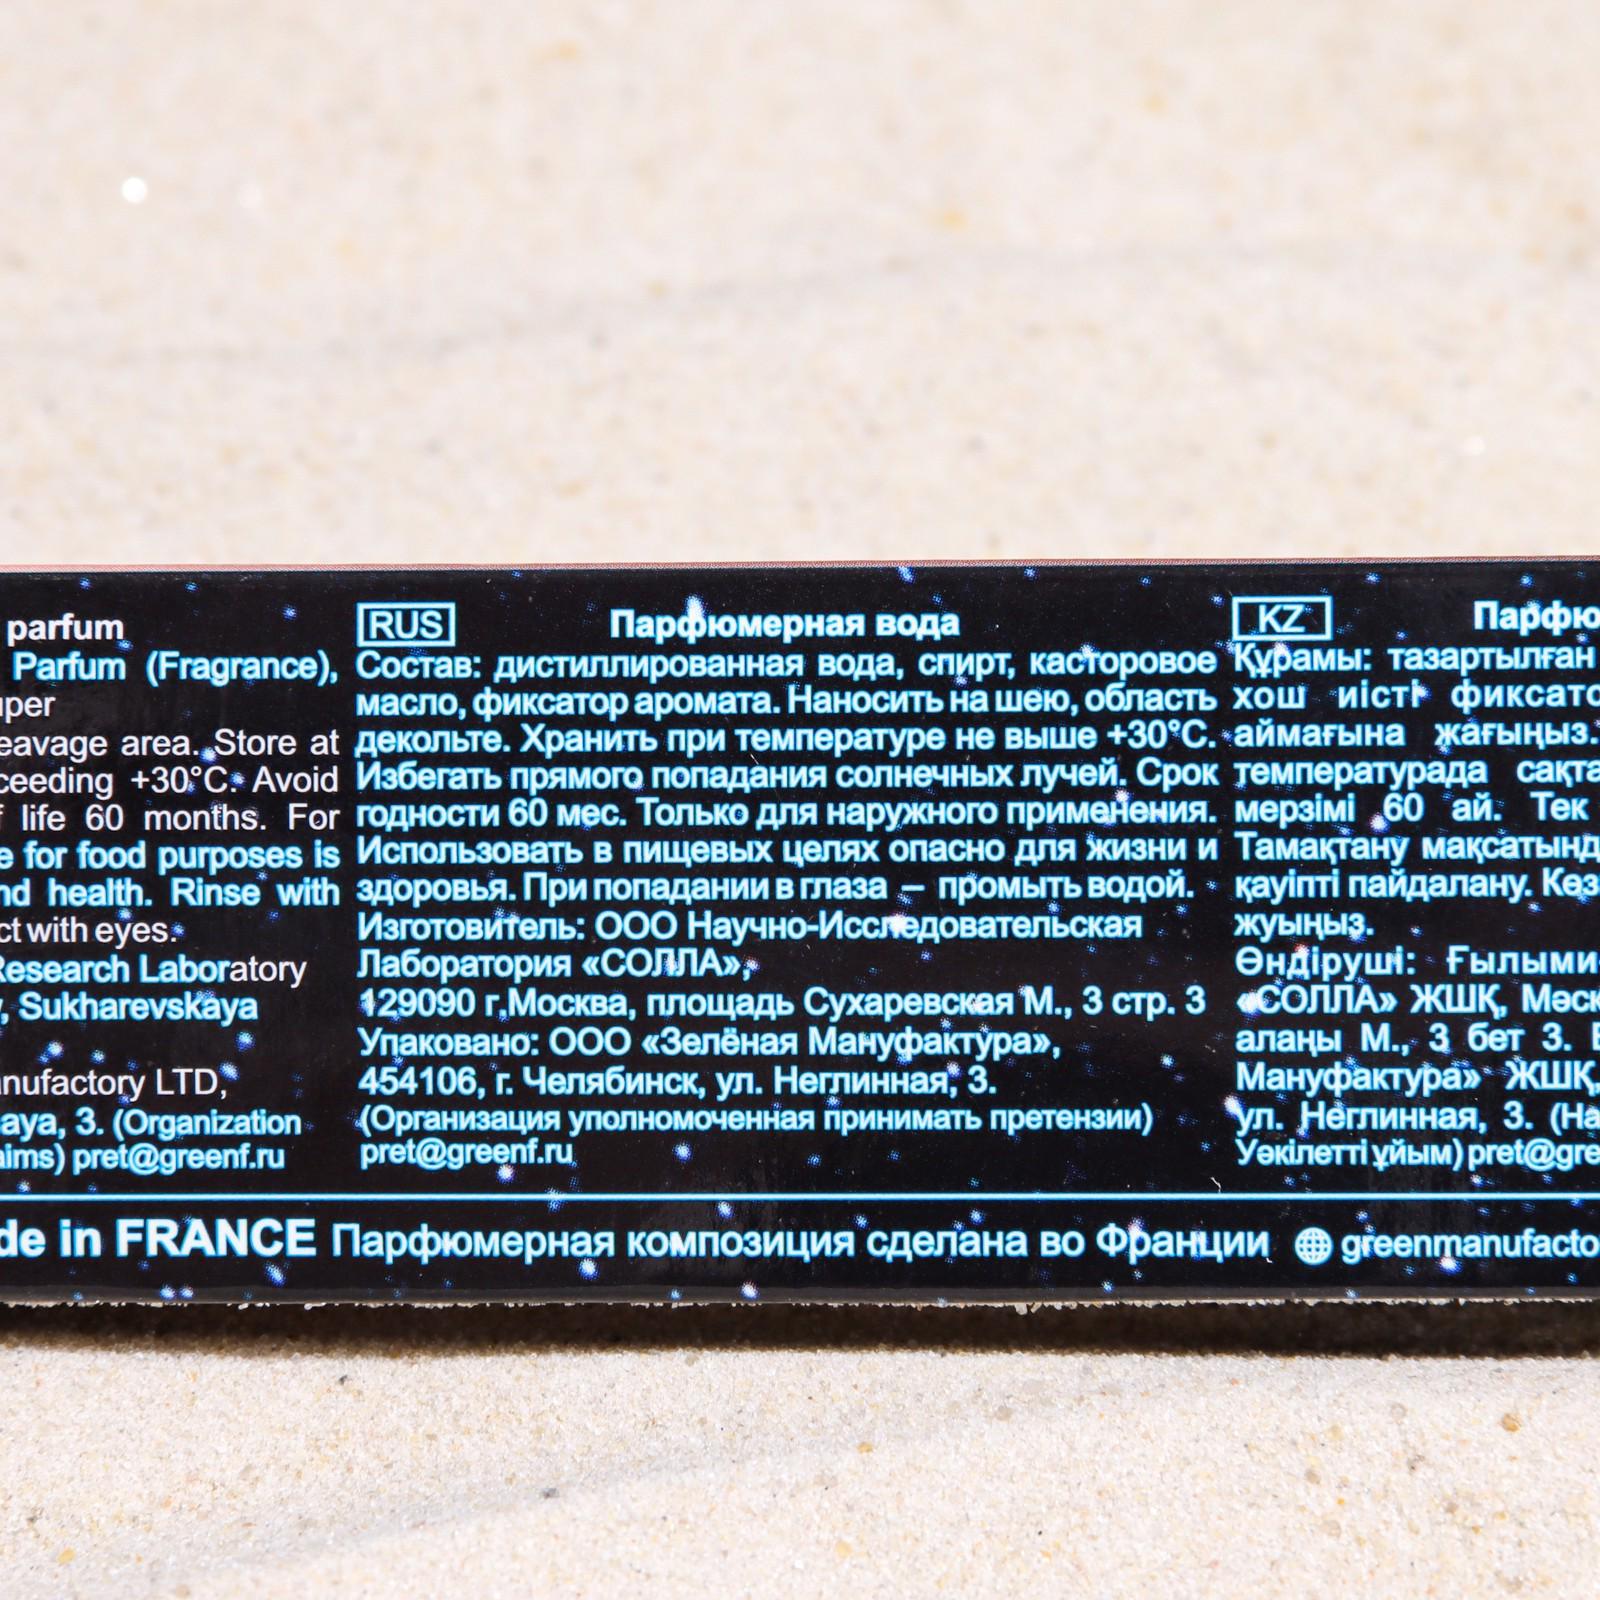 parfum
Parfum (Fragrance),
per
eavage area. Store at
ceeding +30°C. Avoid
f life 60 months. For
e for food purposes is
nd health. Rinse with
ct with eyes.
Research Laboratory
, Sukharevskaya
nufactory LTD,
aya, 3. (Organization
aims) pret@greenf.ru
RUS Парфюмерная вода
Состав: дистиллированная вода, спирт, касторовое
масло, фиксатор аромата. Наносить на шею, область
декольте. Хранить при температуре не выше +30°С.
Избегать прямого попадания солнечных лучей. Срок
годности 60 мес. Только для наружного применения.
Использовать в пищевых целях опасно для жизни и
здоровья. При попадании в глаза – промыть водой.
Изготовитель: ООО Научно-Исследовательская
Лаборатория «СОЛЛА»,
129090 г.Москва, площадь Сухаревская М., 3 стр. 3
Упаковано: ООО «Зелёная Мануфактура»,
454106, г. Челябинск, ул. Неглинная, 3.
(Организация уполномоченная принимать претензии)
pret@greenf.ru
KZ Парфю
Құрамы: тазартылған
хош иісті фиксато
аймағына жағыңыз.
температурада сақта
мерзімі 60 ай. Тек
Тамақтану мақсатынд
қауіпті пайдалану. Көз
жуыңыз.
Өндіруші: Ғылыми-
«СОЛЛА» ЖШҚ, Мәск
алаңы М., 3 бет 3.
Мануфактура» ЖШҚ,
ул. Неглинная, 3. (На
Уәкілетті ұйым) pret@gre
de in FRANCE Парфюмерная композиция сделана во Франции greenmanufacto